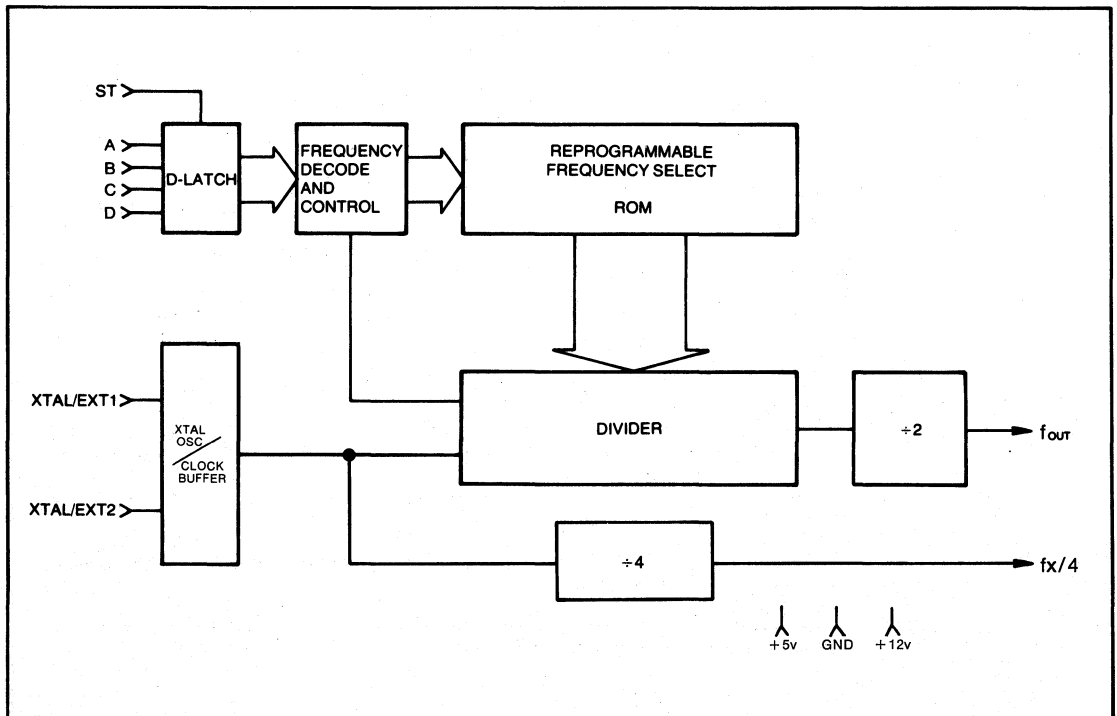 ST
A
B
C
D
D-LATCH
FREQUENCY
DECODE
AND
CONTROL
REPROGRAMMABLE
FREQUENCY SELECT
ROM
XTAL/EXT1
XTAL/EXT2
XTAL
OSC
CLOCK
BUFFER
DIVIDER
÷2
fOUT
÷4
fx/4
+5v
GND
+12v